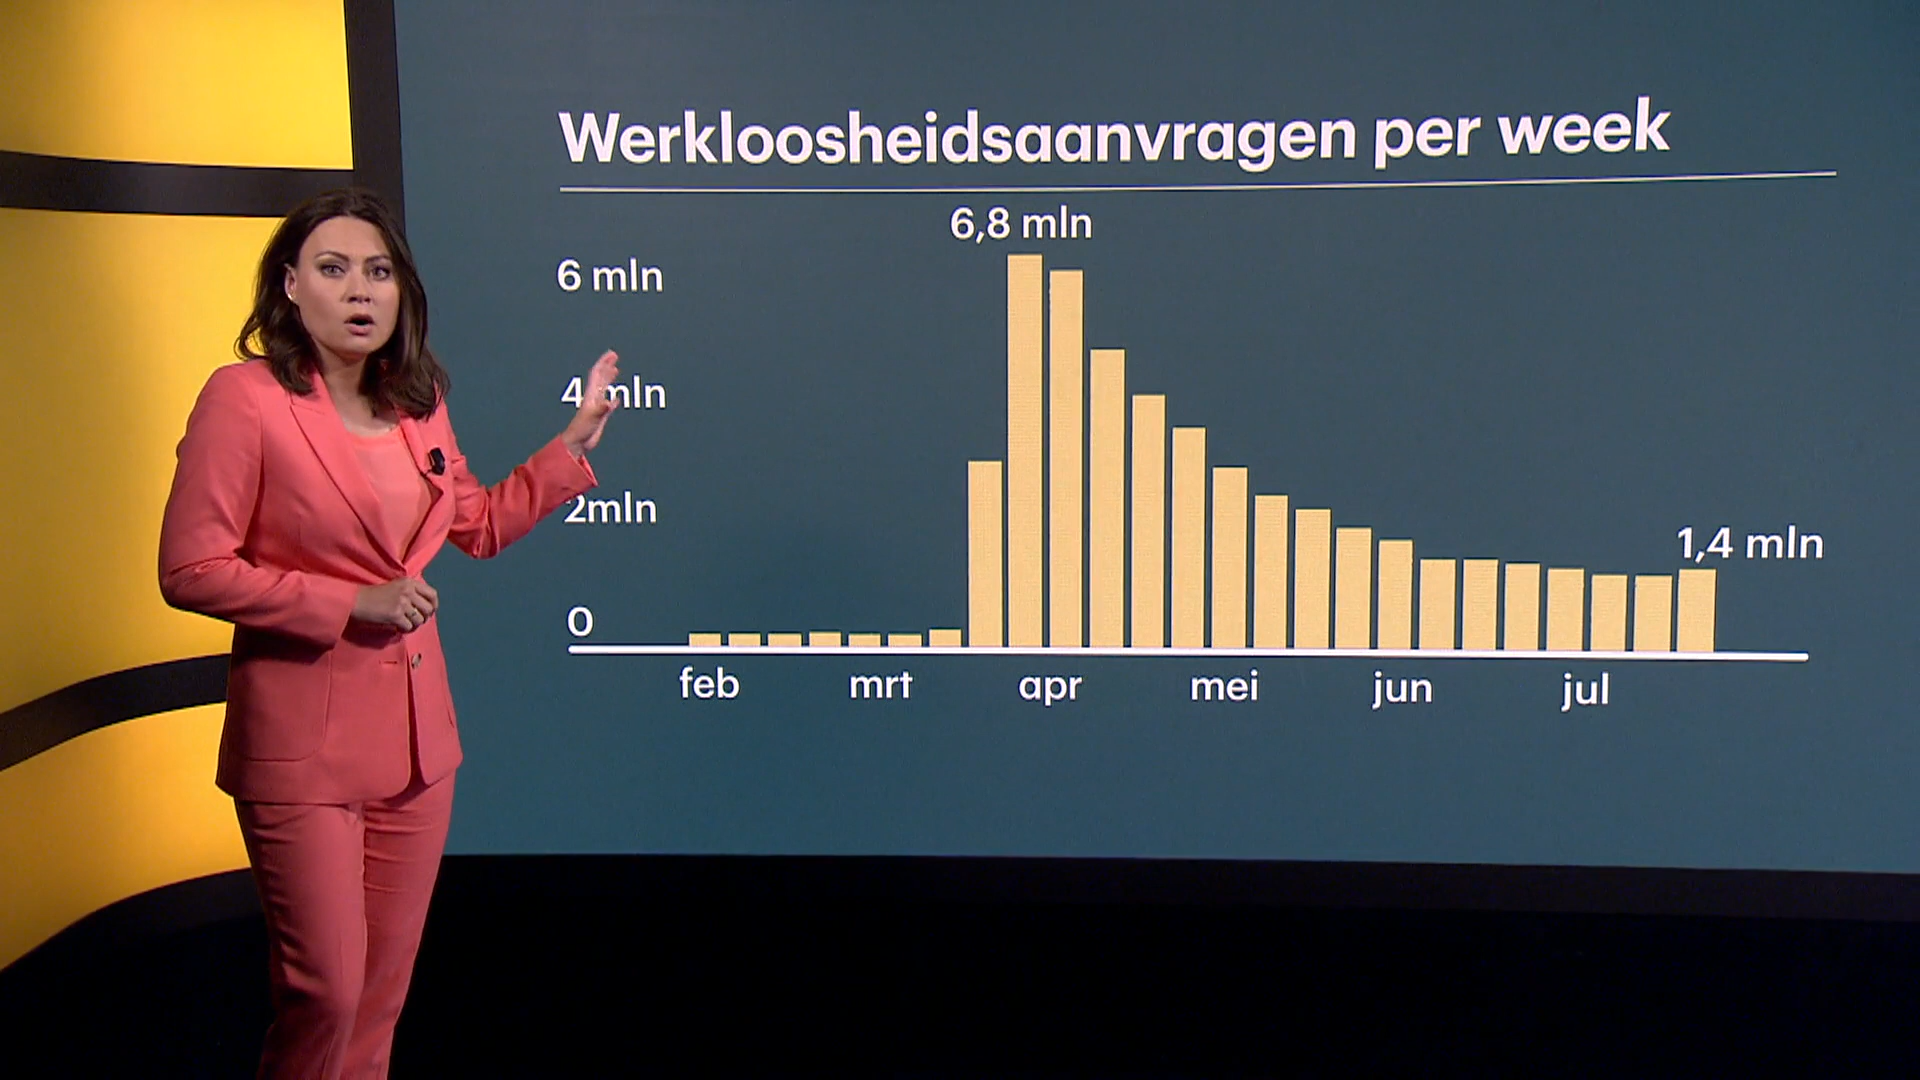 Werkloosheidsaanvragen per week
6,8 mln
6 mln
4 mln
2mln
1,4 mln
0
feb mrt apr mei jun jul